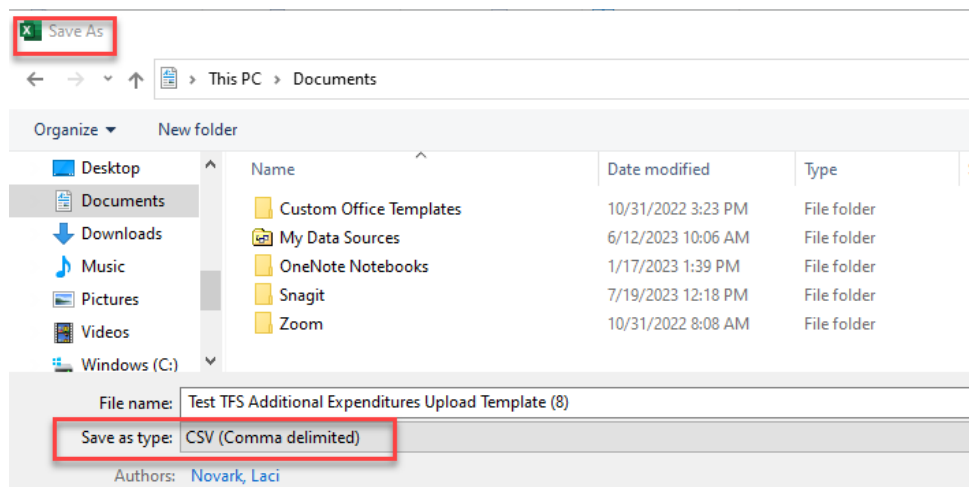 Save As
This PC > Documents
Organize New folder
Desktop
Documents
Downloads
Music
Pictures
Videos
Windows (C:)
Name Date modified Type
Custom Office Templates 10/31/2022 3:23 PM File folder
My Data Sources 6/12/2023 10:06 AM File folder
OneNote Notebooks 1/17/2023 1:39 PM File folder
Snagit 7/19/2023 12:18 PM File folder
Zoom 10/31/2022 8:08 AM File folder
File name: Test TFS Additional Expenditures Upload Template (8)
Save as type: CSV (Comma delimited)
Authors: Novark, Laci